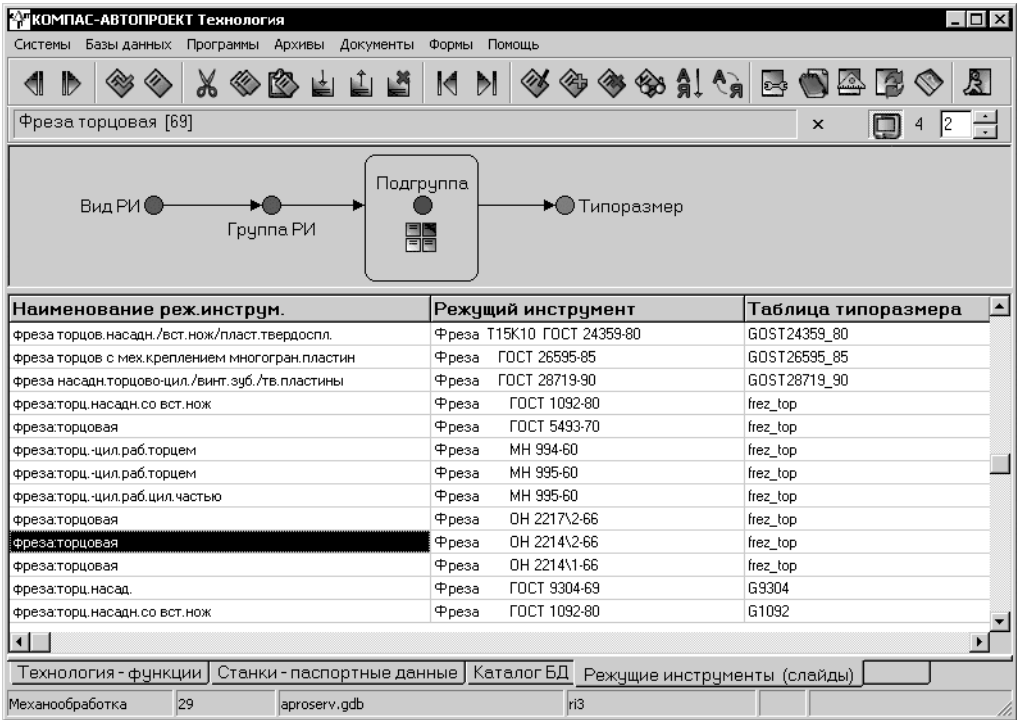 КОМПАС-АВТОПРОЕКТ Технология
Системы Базы данных Программы Архивы Документы Формы Помощь
Фреза торцовая [69] × 4 2
Подгруппа
Вид РИ Типоразмер
Группа РИ
Наименование реж.инструм. Режущий инструмент Таблица типоразмера
фреза торцов.насадн./вст.нож/пласт.твердоспл. Фреза Т15К10 ГОСТ 24359-80 GOST24359_80
фреза торцов с мех.креплением многогран.пластин Фреза ГОСТ 26595-85 GOST26595_85
фреза насадн.торцово-цил./винт.зуб./тв.пластины Фреза ГОСТ 28719-90 GOST28719_90
фреза:торц.насадн.со вст.нож Фреза ГОСТ 1092-80 frez_top
фреза:торцовая Фреза ГОСТ 5493-70 frez_top
фреза:торц.-цил.раб.торцем Фреза МН 994-60 frez_top
фреза:торц.-цил.раб.торцем Фреза МН 995-60 frez_top
фреза:торц.-цил.раб.цил.частью Фреза МН 995-60 frez_top
фреза:торцовая Фреза ОН 2217\2-66 frez_top
фреза:торцовая Фреза ОН 2214\2-66 frez_top
фреза:торцовая Фреза ОН 2214\1-66 frez_top
фреза:торц.насад. Фреза ГОСТ 9304-69 G9304
фреза:торц.насадн.со вст.нож Фреза ГОСТ 1092-80 G1092
Технология - функции Станки - паспортные данные Каталог БД Режущие инструменты (слайды)
Механообработка 29 aproserv.gdb ri3